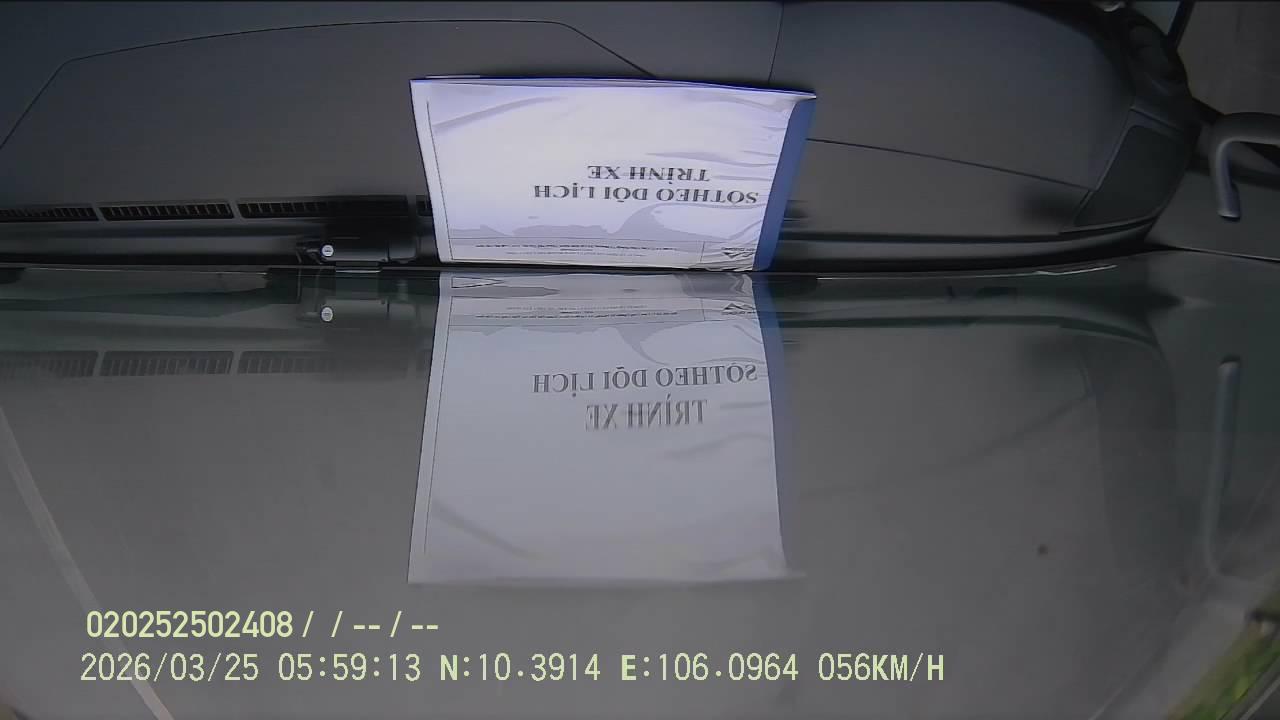 SỔ THEO DÕI LỊCH
TRÌNH XE
020252502408 / / -- / --
2026/03/25 05:59:13 N:10.3914 E:106.0964 056KM/H